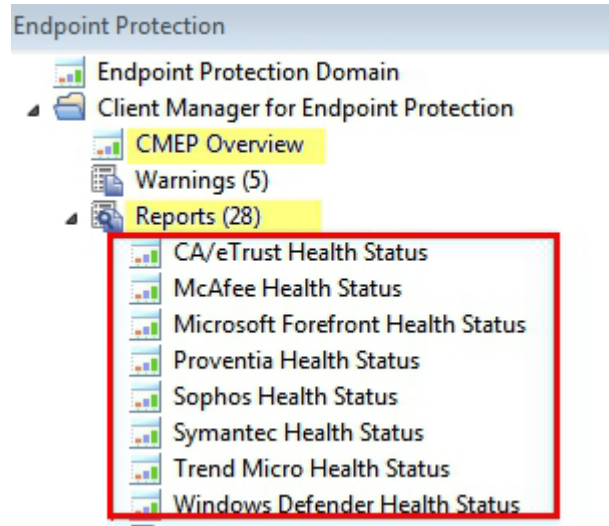 Endpoint Protection
Endpoint Protection Domain
Client Manager for Endpoint Protection
CMEP Overview
Warnings (5)
Reports (28)
CA/eTrust Health Status
McAfee Health Status
Microsoft Forefront Health Status
Proventia Health Status
Sophos Health Status
Symantec Health Status
Trend Micro Health Status
Windows Defender Health Status